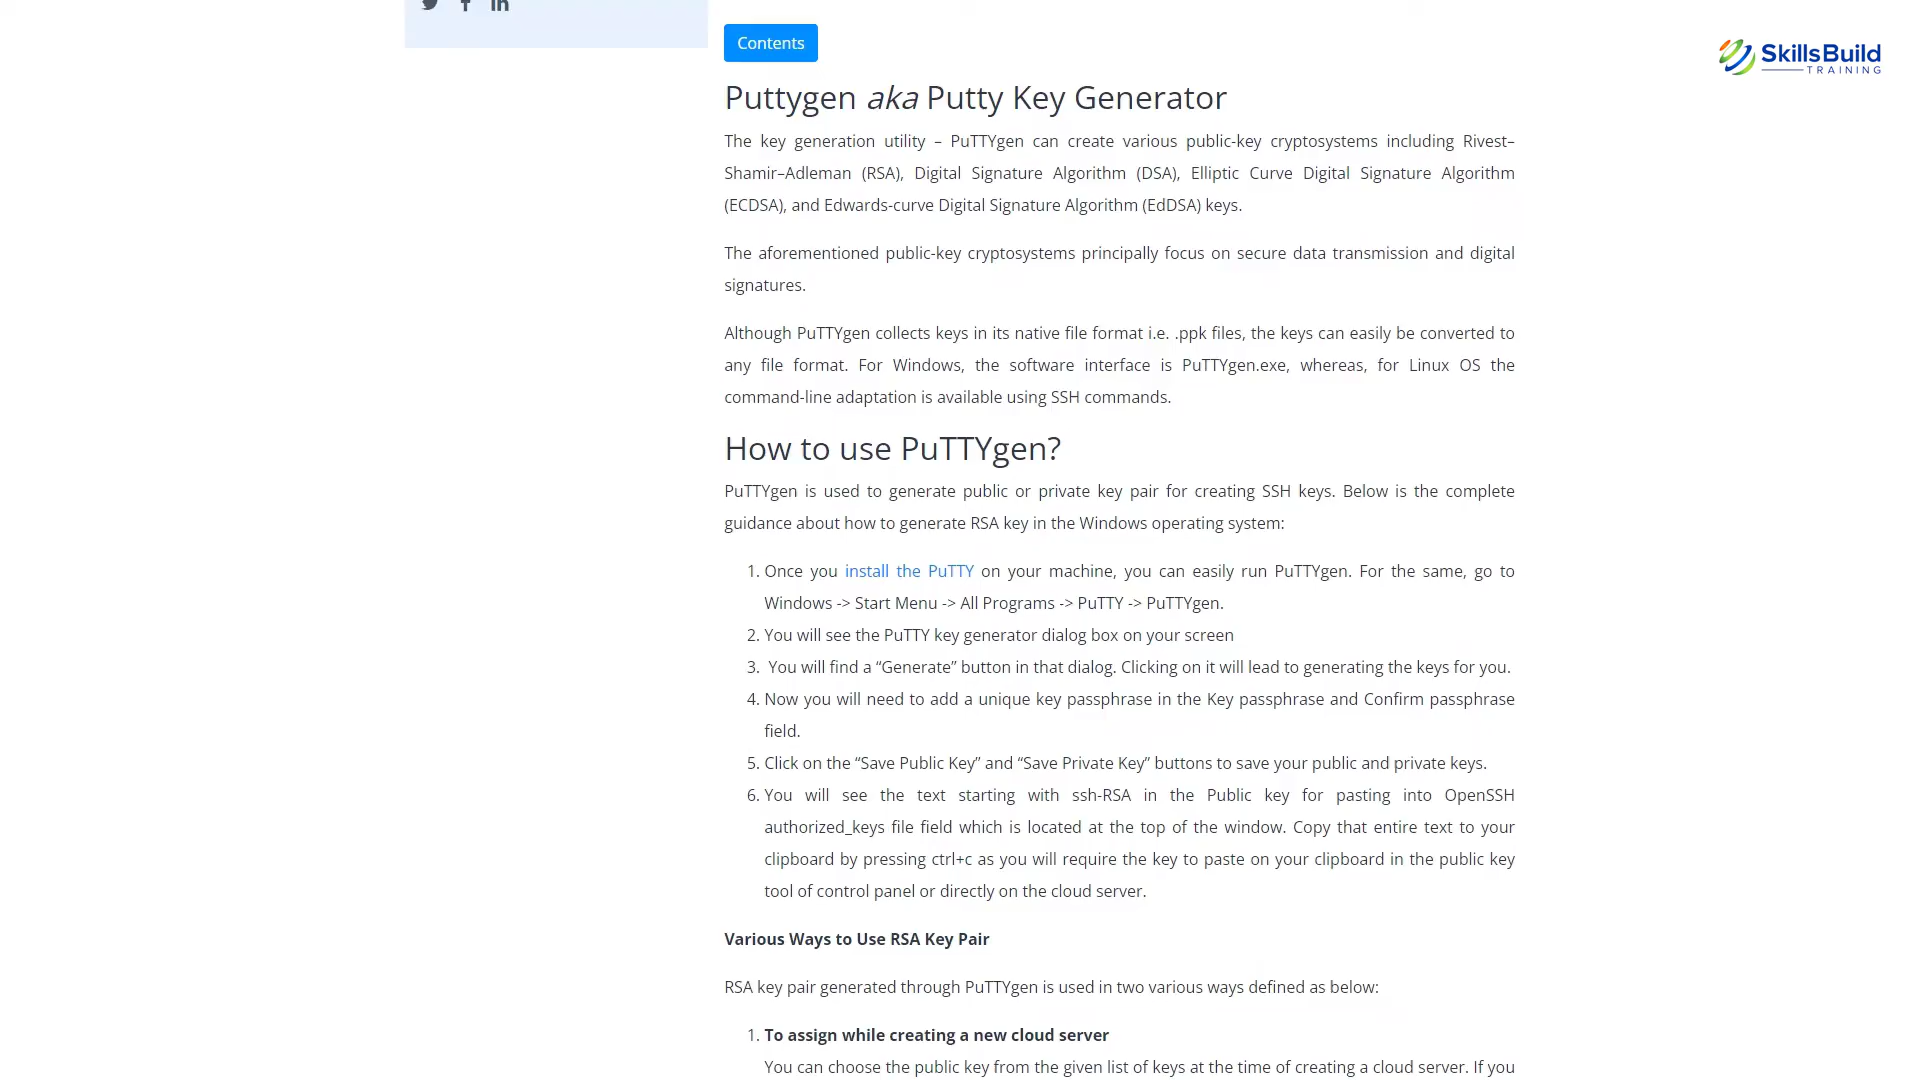 Contents
SkillsBuild
TRAINING
Puttygen aka Putty Key Generator
The key generation utility – PuTTYgen can create various public-key cryptosystems including Rivest–
Shamir–Adleman (RSA), Digital Signature Algorithm (DSA), Elliptic Curve Digital Signature Algorithm
(ECDSA), and Edwards-curve Digital Signature Algorithm (EdDSA) keys.
The aforementioned public-key cryptosystems principally focus on secure data transmission and digital
signatures.
Although PuTTYgen collects keys in its native file format i.e. .ppk files, the keys can easily be converted to
any file format. For Windows, the software interface is PuTTYgen.exe, whereas, for Linux OS the
command-line adaptation is available using SSH commands.
How to use PuTTYgen?
PuTTYgen is used to generate public or private key pair for creating SSH keys. Below is the complete
guidance about how to generate RSA key in the Windows operating system:
1. Once you install the PuTTY on your machine, you can easily run PuTTYgen. For the same, go to
Windows -> Start Menu -> All Programs -> PuTTY -> PuTTYgen.
2. You will see the PuTTY key generator dialog box on your screen
3. You will find a “Generate” button in that dialog. Clicking on it will lead to generating the keys for you.
4. Now you will need to add a unique key passphrase in the Key passphrase and Confirm passphrase
field.
5. Click on the “Save Public Key” and “Save Private Key” buttons to save your public and private keys.
6. You will see the text starting with ssh-RSA in the Public key for pasting into OpenSSH
authorized_keys file field which is located at the top of the window. Copy that entire text to your
clipboard by pressing ctrl+c as you will require the key to paste on your clipboard in the public key
tool of control panel or directly on the cloud server.
Various Ways to Use RSA Key Pair
RSA key pair generated through PuTTYgen is used in two various ways defined as below:
1. To assign while creating a new cloud server
You can choose the public key from the given list of keys at the time of creating a cloud server. If you